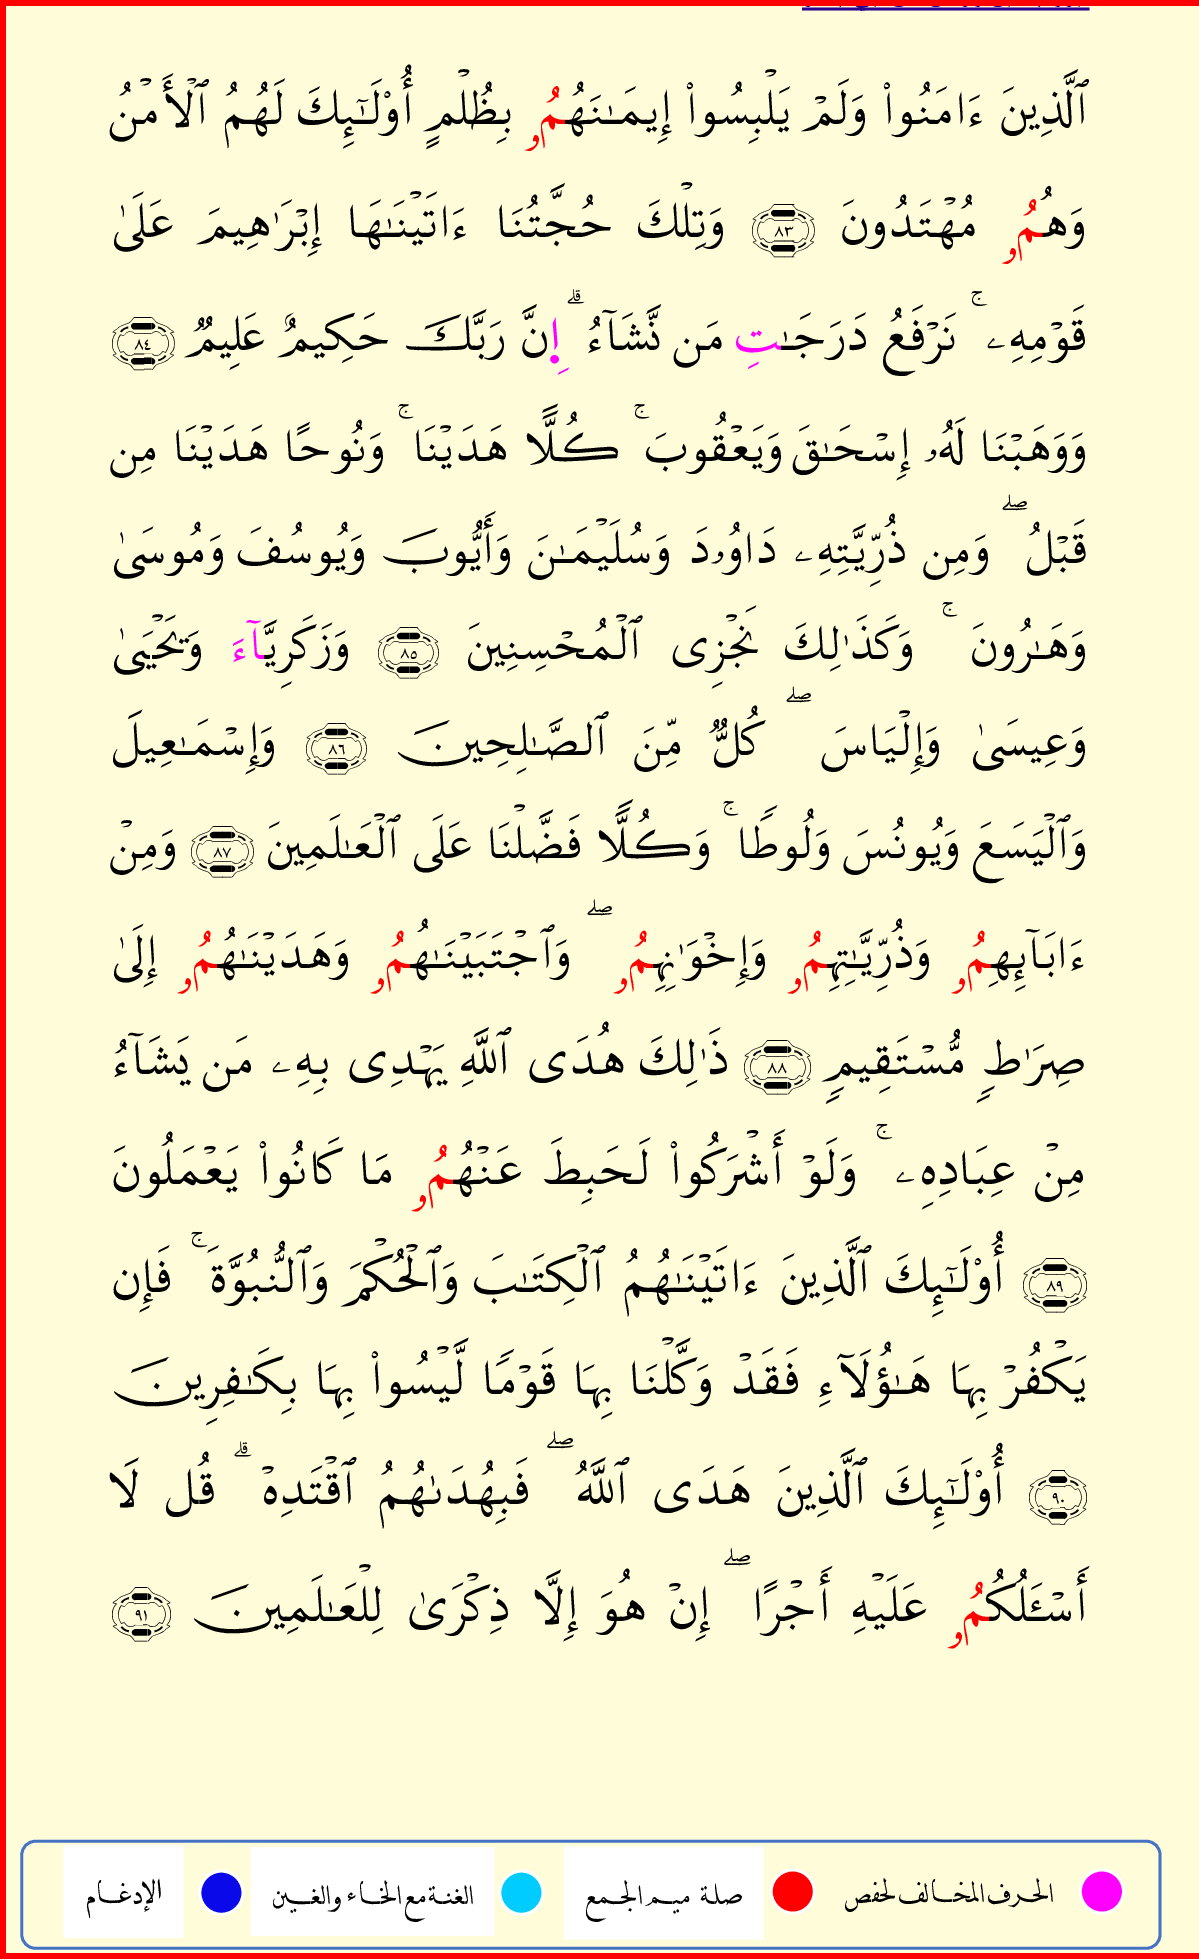 ٱلَّذِينَ ءَامَنُوا۟ وَلَمْ يَلْبِسُوا۟ إِيمَـٰنَهُمُۥ بِظُلْمٍ أُو۟لَـٰٓئِكَ لَهُمُ ٱلْأَمْنُ
وَهُمُۥ مُهْتَدُونَ ٨٣ وَتِلْكَ حُجَّتُنَا ءَاتَيْنَـٰهَا إِبْرَٰهِيمَ عَلَىٰ
قَوْمِهِۦ ۚ نَرْفَعُ دَرَجَـٰتِ مَن نَّشَآءُ ۗ اِ۪نَّ رَبَّكَ حَكِيمٌ عَلِيمٌ ٨٤
وَوَهَبْنَا لَهُۥ إِسْحَـٰقَ وَيَعْقُوبَ ۚ كُلًّا هَدَيْنَا ۚ وَنُوحًا هَدَيْنَا مِن
قَبْلُ ۖ وَمِن ذُرِّيَّتِهِۦ دَاوُۥدَ وَسُلَيْمَـٰنَ وَأَيُّوبَ وَيُوسُفَ وَمُوسَىٰ
وَهَـٰرُونَ ۚ وَكَذَٰلِكَ نَجْزِى ٱلْمُحْسِنِينَ ٨٥ وَزَكَرِيَّآءَ وَيَحْيَىٰ
وَعِيسَىٰ وَإِلْيَاسَ ۖ كُلٌّ مِّنَ ٱلصَّـٰلِحِينَ ٨٦ وَإِسْمَـٰعِيلَ
وَٱلْيَسَعَ وَيُونُسَ وَلُوطًا ۚ وَكُلًّا فَضَّلْنَا عَلَى ٱلْعَـٰلَمِينَ ٨٧ وَمِنْ
ءَابَآئِهِمُۥ وَذُرِّيَّـٰتِهِمُۥ وَإِخْوَٰنِهِمُۥ ۖ وَٱجْتَبَيْنَـٰهُمُۥ وَهَدَيْنَـٰهُمُۥ إِلَىٰ
صِرَٰطٍ مُّسْتَقِيمٍ ٨٨ ذَٰلِكَ هُدَى ٱللَّهِ يَهْدِى بِهِۦ مَن يَشَآءُ
مِنْ عِبَادِهِۦ ۚ وَلَوْ أَشْرَكُوا۟ لَحَبِطَ عَنْهُمُۥ مَا كَانُوا۟ يَعْمَلُونَ
٨٩ أُو۟لَـٰٓئِكَ ٱلَّذِينَ ءَاتَيْنَـٰهُمُ ٱلْكِتَـٰبَ وَٱلْحُكْمَ وَٱلنُّبُوَّةَ ۚ فَإِن
يَكْفُرْ بِهَا هَـٰٓؤُلَآءِ فَقَدْ وَكَّلْنَا بِهَا قَوْمًا لَّيْسُوا۟ بِهَا بِكَـٰفِرِينَ
٩٠ أُو۟لَـٰٓئِكَ ٱلَّذِينَ هَدَى ٱللَّهُ ۖ فَبِهُدَىٰهُمُ ٱقْتَدِهْ ۗ قُل لَا
أَسْـَٔلُكُمُۥ عَلَيْهِ أَجْرًا ۖ إِنْ هُوَ إِلَّا ذِكْرَىٰ لِلْعَـٰلَمِينَ ٩١
الحرف المخالف لحفص صلة ميم الجمع الغنة مع الخاء والغين الإدغام